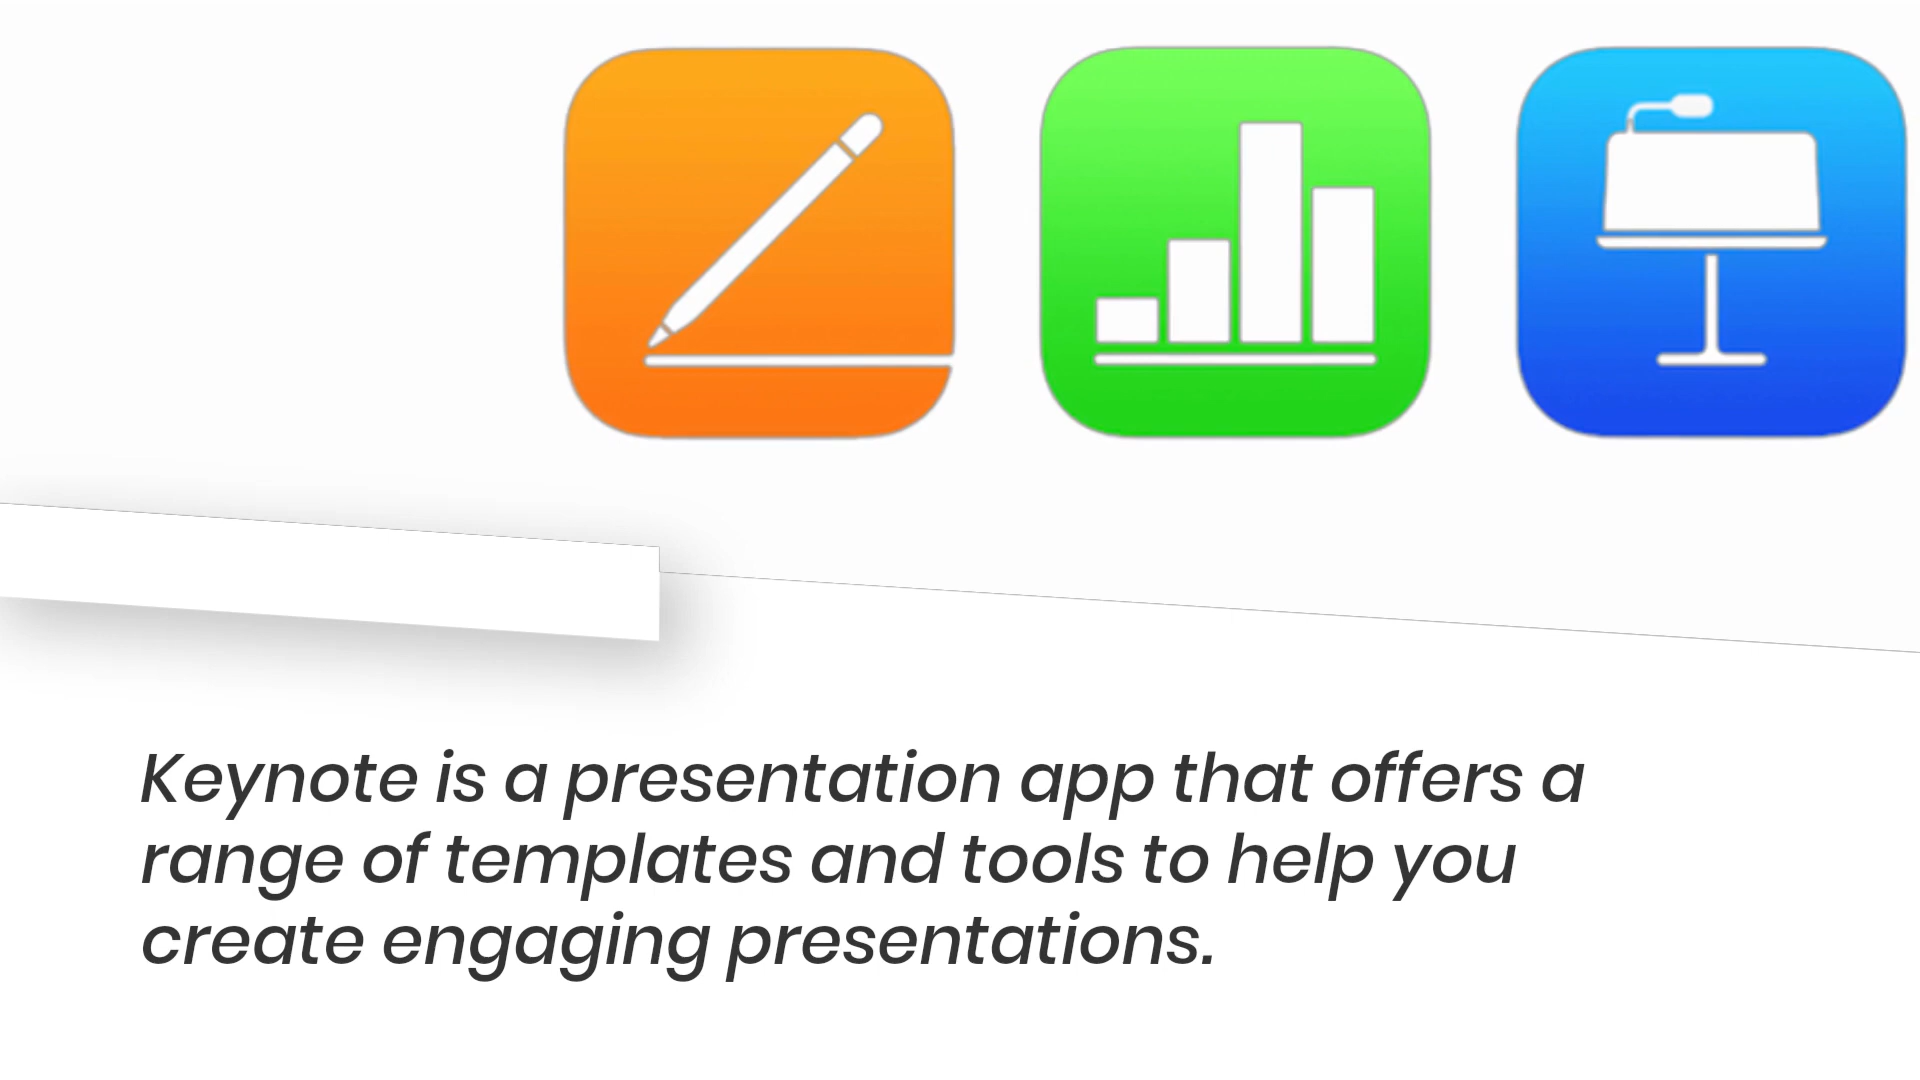 Keynote is a presentation app that offers a
range of templates and tools to help you
create engaging presentations.